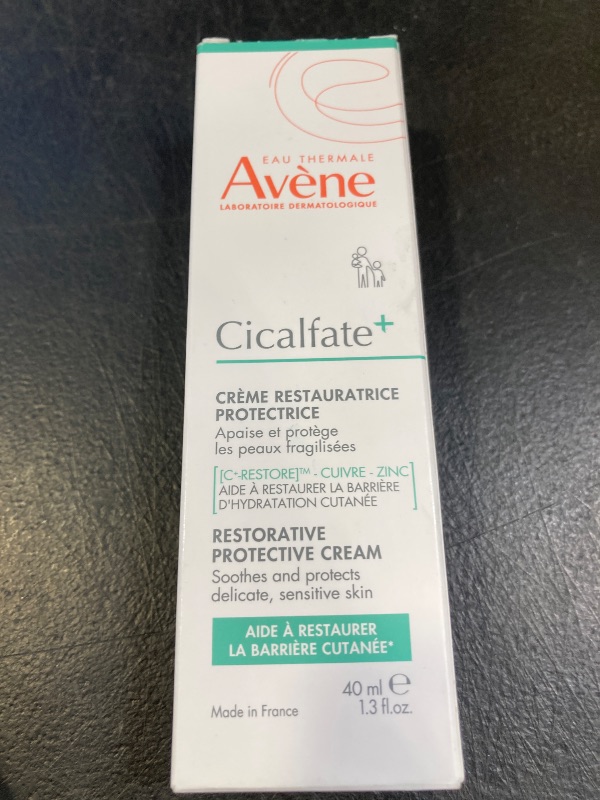 EAU THERMALE
Avène
LABORATOIRE DERMATOLOGIQUE
Cicalfate+
CRÈME RESTAURATRICE
PROTECTRICE
Apaise et protège
les peaux fragilisées
[C+-RESTORE]™ - CUIVRE - ZINC
AIDE À RESTAURER LA BARRIÈRE
D'HYDRATATION CUTANÉE
RESTORATIVE
PROTECTIVE CREAM
Soothes and protects
delicate, sensitive skin
AIDE À RESTAURER
LA BARRIÈRE CUTANÉE*
40 ml e
Made in France 1.3 fl.oz.